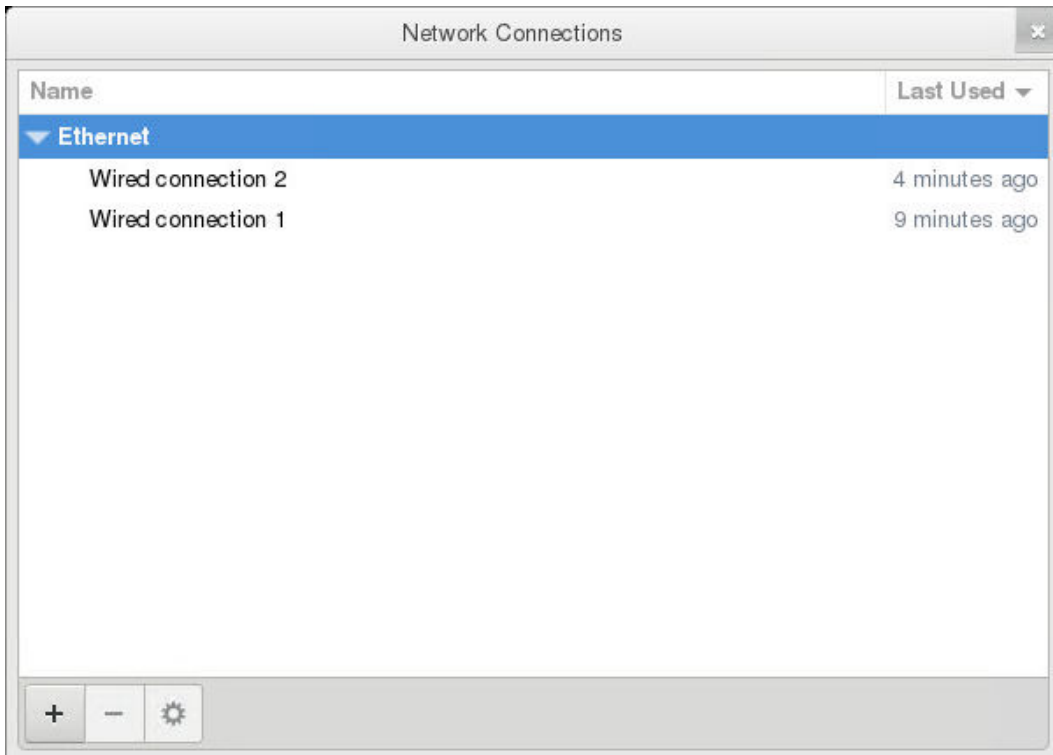 Network Connections
Name Last Used
Ethernet
Wired connection 2 4 minutes ago
Wired connection 1 9 minutes ago